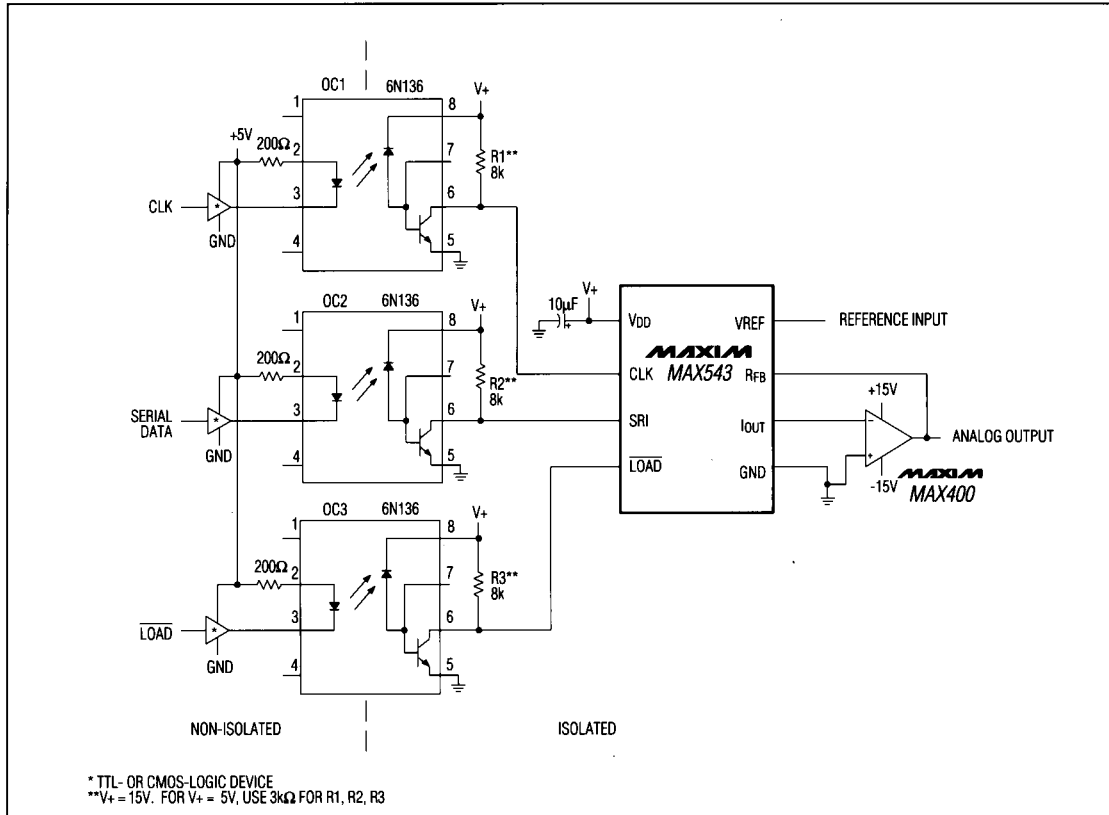 OC1 6N136
1
8
V+
+5V
200Ω
2
7
R1**
8k
CLK
*
3
6
GND
4
5
OC2 6N136
1
8
V+
200Ω
2
7
R2**
8k
SERIAL
DATA
*
3
6
GND
4
5
OC3 6N136
1
8
V+
200Ω
2
7
R3**
8k
LOAD
*
3
6
GND
4
5
10µF
V+
+
VDD
VREF
REFERENCE INPUT
MAXIM
MAX543
CLK
RFB
SRI
IOUT
LOAD
GND
+15V
-
+
-15V
ANALOG OUTPUT
MAXIM
MAX400
NON-ISOLATED
ISOLATED
* TTL- OR CMOS-LOGIC DEVICE
**V+ = 15V. FOR V+ = 5V, USE 3kΩ FOR R1, R2, R3